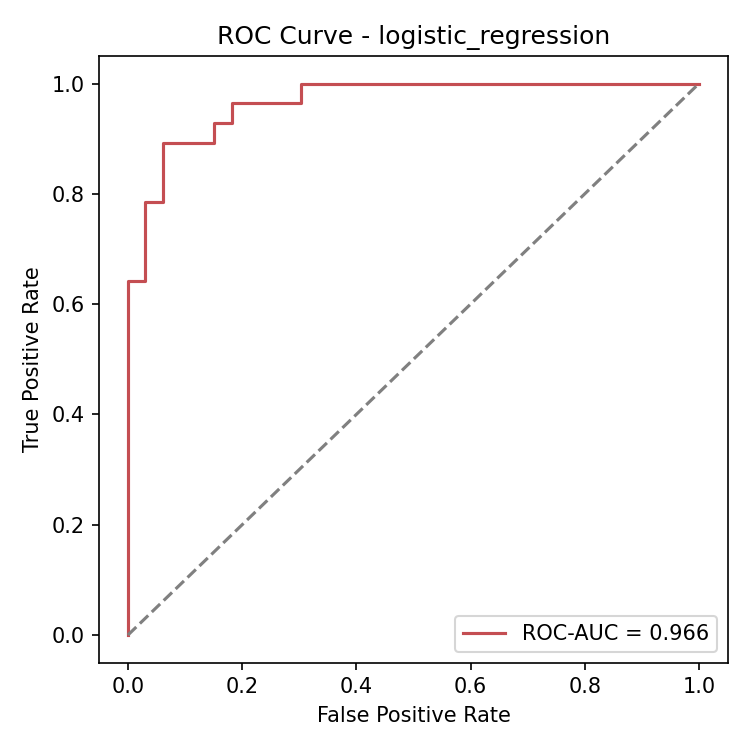 ROC Curve - logistic_regression
1.0
0.8
0.6
0.4
0.2
0.0
True Positive Rate
ROC-AUC = 0.966
0.0 0.2 0.4 0.6 0.8 1.0
False Positive Rate